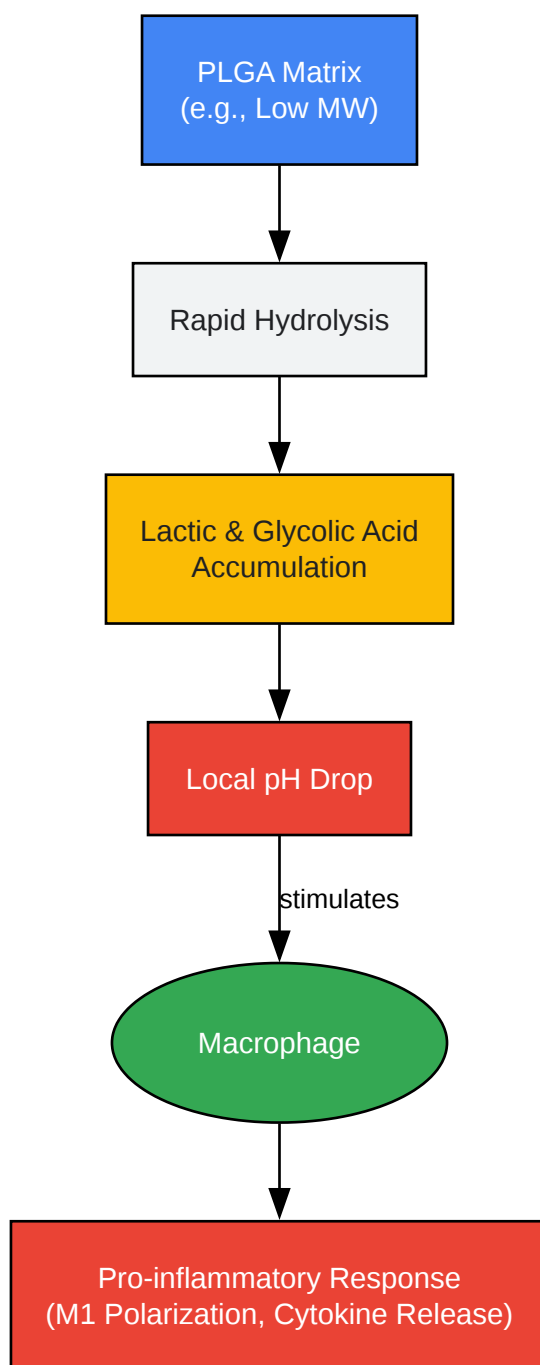 PLGA Matrix
(e.g., Low MW)
Rapid Hydrolysis
Lactic & Glycolic Acid
Accumulation
Local pH Drop
stimulates
Macrophage
Pro-inflammatory Response
(M1 Polarization, Cytokine Release)